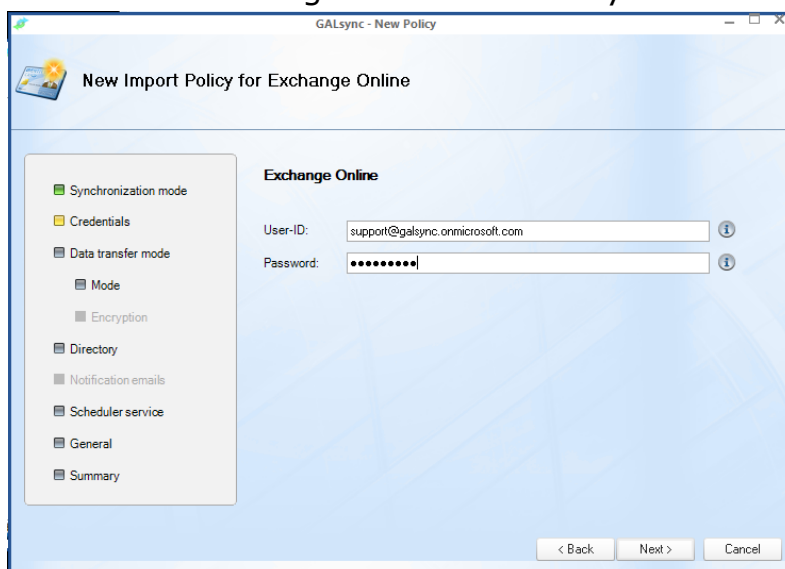 GALsync - New Policy
New Import Policy for Exchange Online
Synchronization mode
Credentials
Data transfer mode
Mode
Encryption
Directory
Notification emails
Scheduler service
General
Summary
Exchange Online
User-ID: support@galsync.onmicrosoft.com
Password: ●●●●●●●●●
< Back Next > Cancel